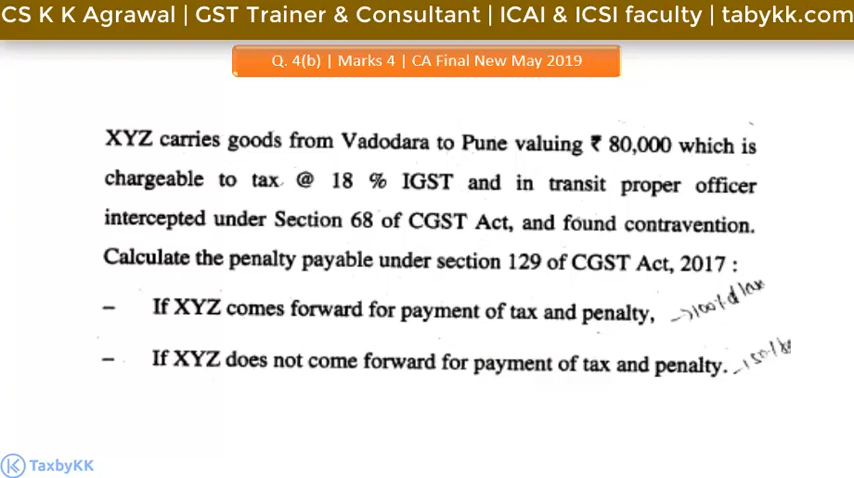 CS K K Agrawal | GST Trainer & Consultant | ICAI & ICSI faculty | tabykk.com
Q. 4(b) | Marks 4 | CA Final New May 2019
XYZ carries goods from Vadodara to Pune valuing ₹ 80,000 which is
chargeable to tax @ 18 % IGST and in transit proper officer
intercepted under Section 68 of CGST Act, and found contravention.
Calculate the penalty payable under section 129 of CGST Act, 2017 :
– If XYZ comes forward for payment of tax and penalty, → 100% of tax
– If XYZ does not come forward for payment of tax and penalty.
TaxbyKK